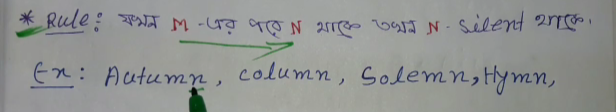 * Rule: যখন M -এর পরে N থাকে তখন N- Silent থাকে.
Ex: Autumn, column, Solemn, Hymn,